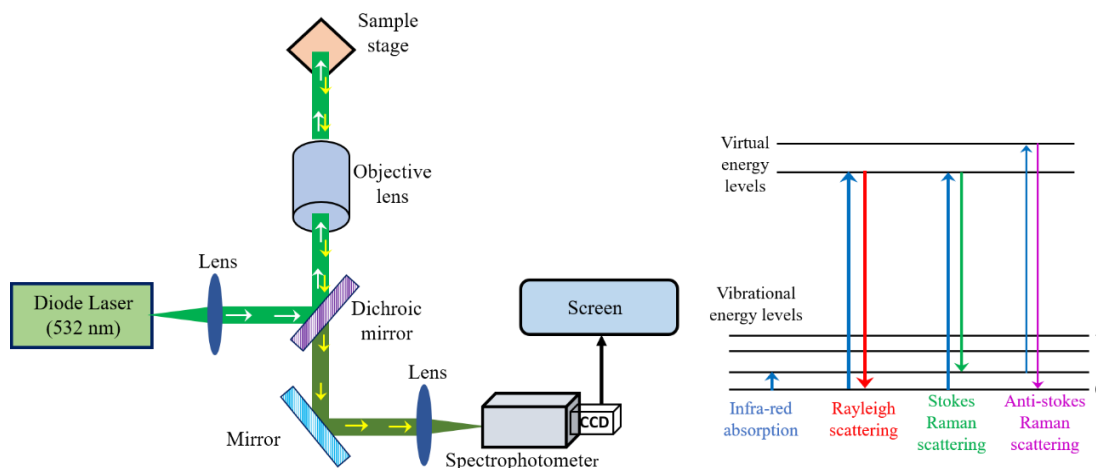 Sample
stage
Objective
lens
Lens
Diode Laser
(532 nm)
Dichroic
mirror
Screen
Lens
Mirror
CCD
Spectrophotometer
Virtual
energy
levels
Vibrational
energy levels
Infra-red
absorption
Rayleigh
scattering
Stokes
Raman
scattering
Anti-stokes
Raman
scattering